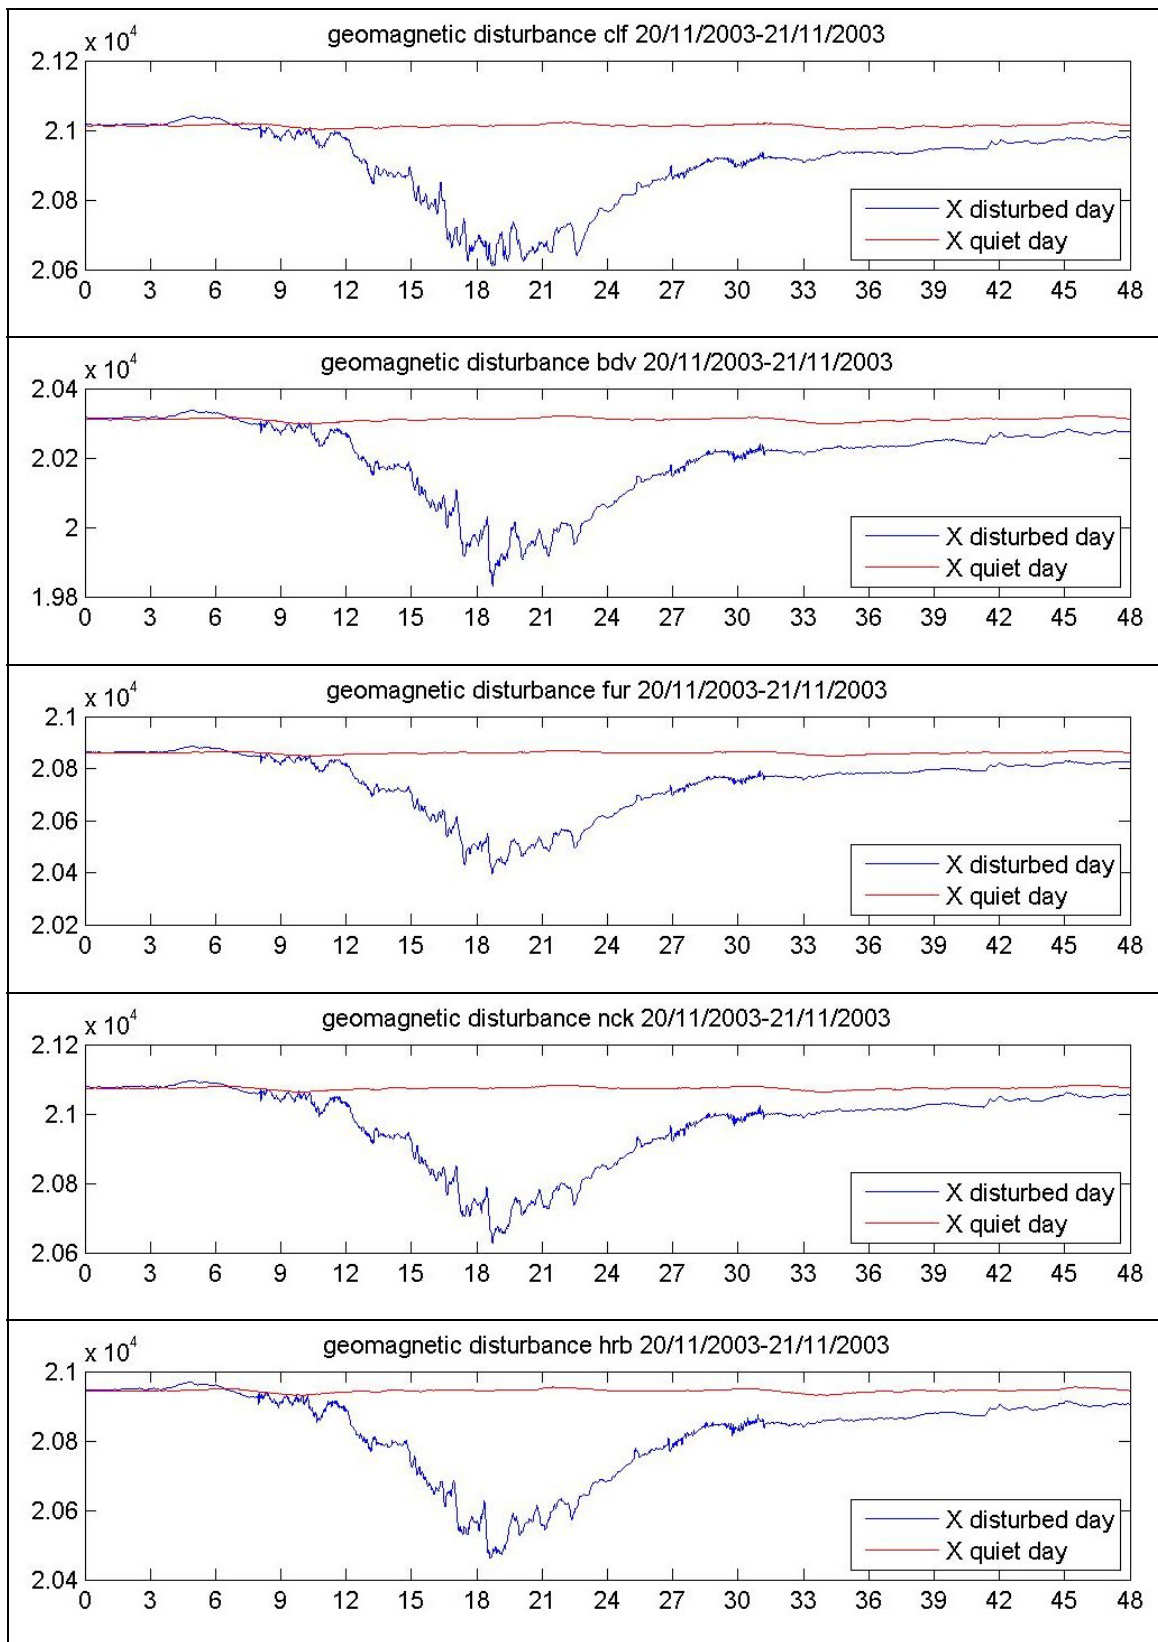 geomagnetic disturbance clf 20/11/2003-21/11/2003
x 10⁴
2.12
2.1
2.08
2.06
X disturbed day
X quiet day
0 3 6 9 12 15 18 21 24 27 30 33 36 39 42 45 48
geomagnetic disturbance bdv 20/11/2003-21/11/2003
x 10⁴
2.04
2.02
2
1.98
X disturbed day
X quiet day
0 3 6 9 12 15 18 21 24 27 30 33 36 39 42 45 48
geomagnetic disturbance fur 20/11/2003-21/11/2003
x 10⁴
2.1
2.08
2.06
2.04
2.02
X disturbed day
X quiet day
0 3 6 9 12 15 18 21 24 27 30 33 36 39 42 45 48
geomagnetic disturbance nck 20/11/2003-21/11/2003
x 10⁴
2.12
2.1
2.08
2.06
X disturbed day
X quiet day
0 3 6 9 12 15 18 21 24 27 30 33 36 39 42 45 48
geomagnetic disturbance hrb 20/11/2003-21/11/2003
x 10⁴
2.1
2.08
2.06
2.04
X disturbed day
X quiet day
0 3 6 9 12 15 18 21 24 27 30 33 36 39 42 45 48